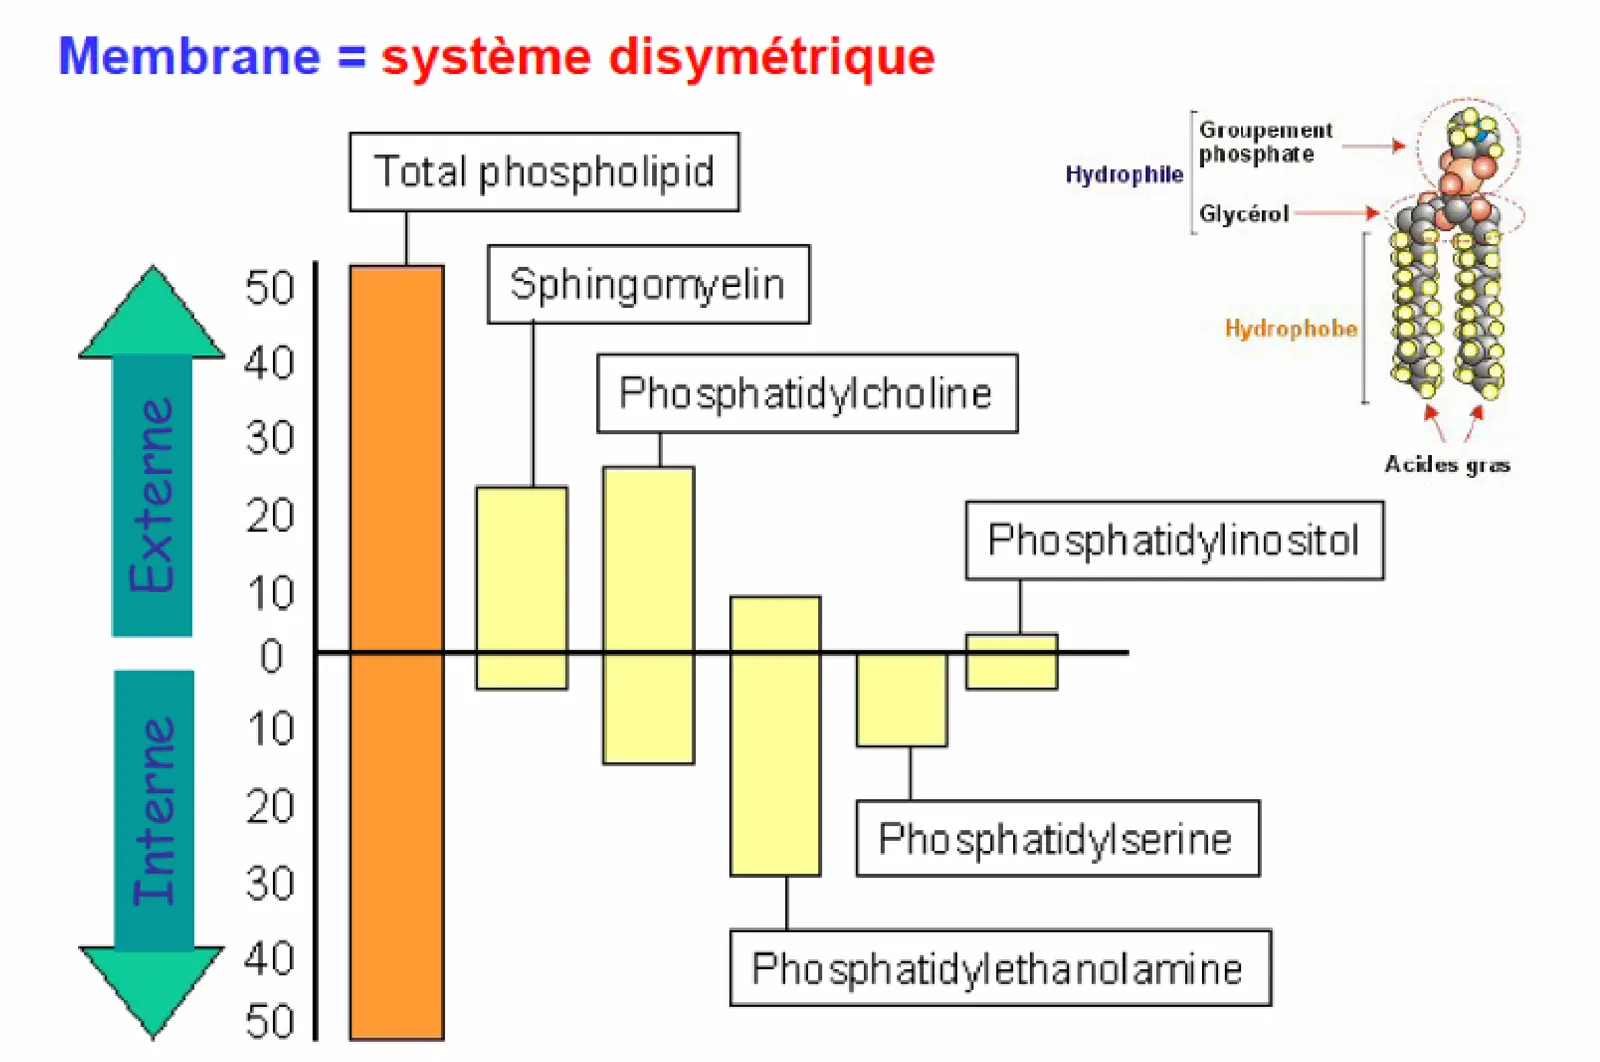 Membrane = système disymétrique
Groupement
phosphate
Hydrophile
Glycérol
Hydrophobe
Acides gras
Total phospholipid
Sphingomyelin
Phosphatidylcholine
Phosphatidylinositol
Phosphatidylserine
Phosphatidylethanolamine
Externe
Interne
50
40
30
20
10
0
10
20
30
40
50